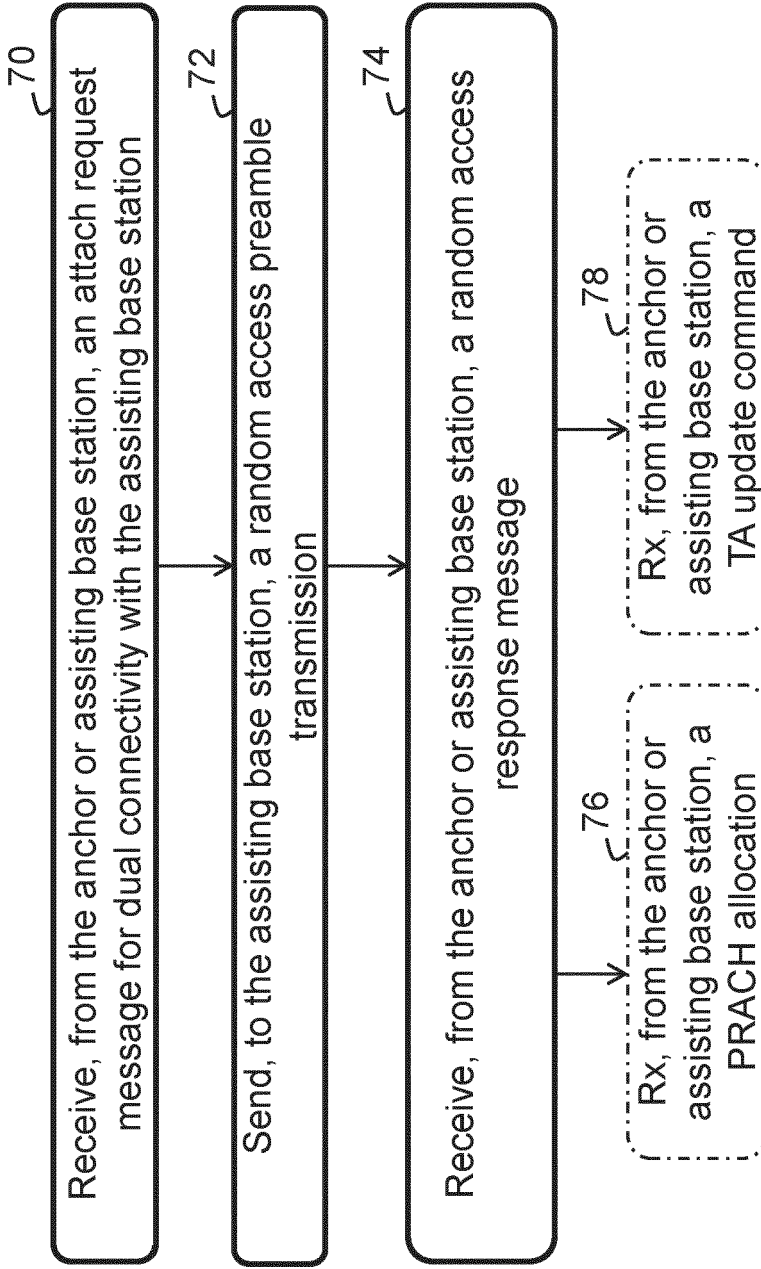 70
Receive, from the anchor or assisting base station, an attach request
message for dual connectivity with the assisting base station
72
Send, to the assisting base station, a random access preamble
transmission
74
Receive, from the anchor or assisting base station, a random access
response message
76
Rx, from the anchor or
assisting base station, a
PRACH allocation
78
Rx, from the anchor or
assisting base station, a
TA update command